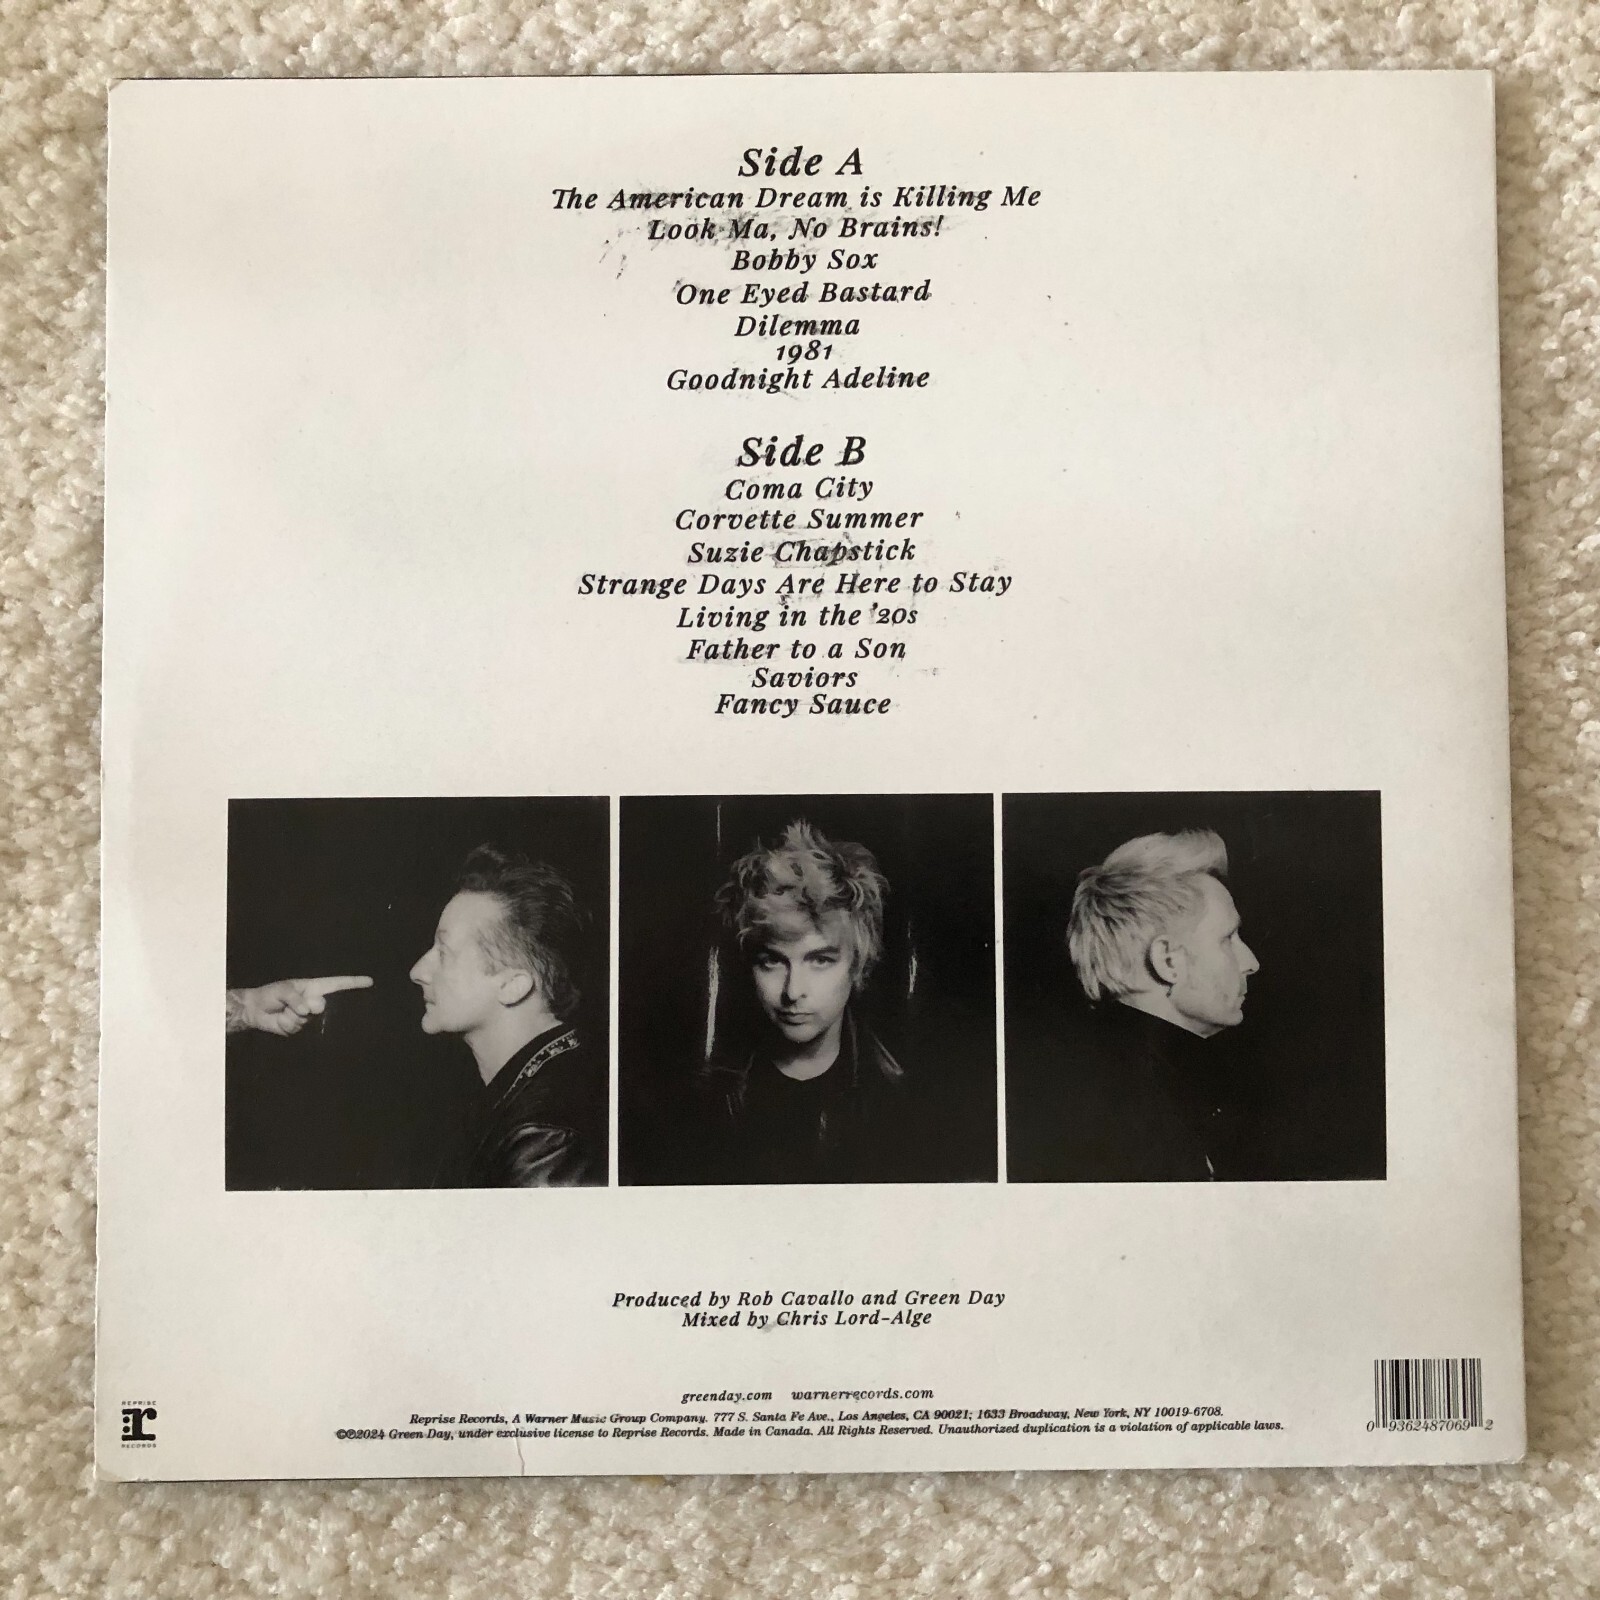 Side A
The American Dream is Killing Me
Look Ma, No Brains!
Bobby Sox
One Eyed Bastard
Dilemma
1981
Goodnight Adeline
Side B
Coma City
Corvette Summer
Suzie Chapstick
Strange Days Are Here to Stay
Living in the '20s
Father to a Son
Saviors
Fancy Sauce
Produced by Rob Cavallo and Green Day
Mixed by Chris Lord-Alge
greenday.com warnerrecords.com
Reprise Records, A Warner Music Group Company. 777 S. Santa Fe Ave., Los Angeles, CA 90021; 1633 Broadway, New York, NY 10019-6708.
©℗2024 Green Day, under exclusive license to Reprise Records. Made in Canada. All Rights Reserved. Unauthorized duplication is a violation of applicable laws.
REPRISE
r
RECORDS
0 9362487069 2